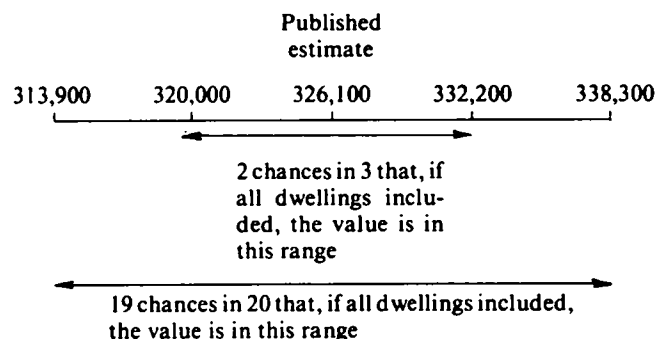 Published
estimate
313,900 320,000 326,100 332,200 338,300
2 chances in 3 that, if
all dwellings inclu-
ded, the value is in
this range
19 chances in 20 that, if all dwellings included,
the value is in this range